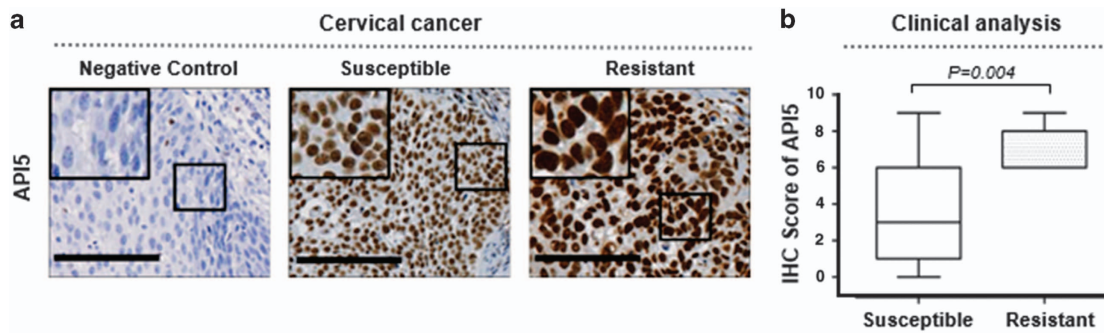 a
Cervical cancer
Negative Control Susceptible Resistant
API5
b
Clinical analysis
P=0.004
IHC Score of API5
10
8
6
4
2
0
Susceptible Resistant